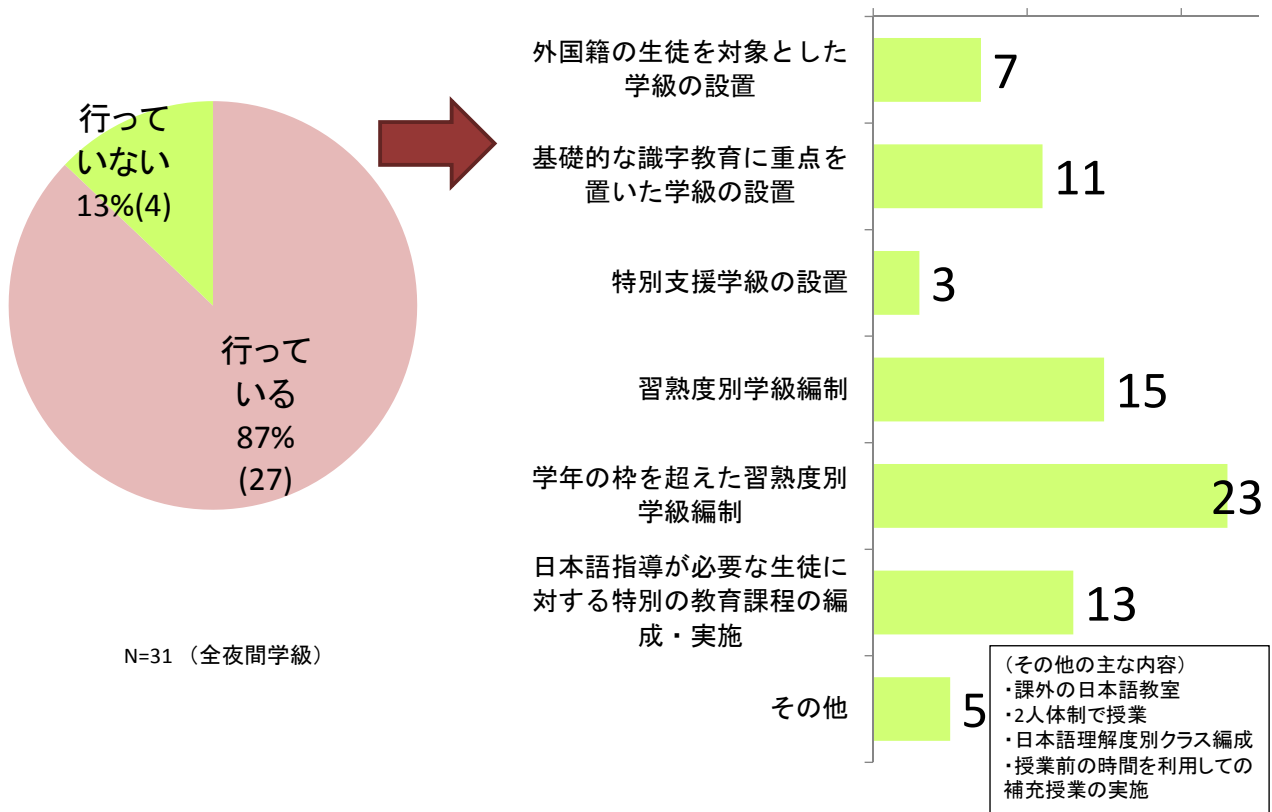 行って
いない
13%(4)
行って
いる
87%
(27)
N=31 （全夜間学級）
外国籍の生徒を対象とした
学級の設置
7
基礎的な識字教育に重点を
置いた学級の設置
11
特別支援学級の設置
3
習熟度別学級編制
15
学年の枠を超えた習熟度別
学級編制
23
日本語指導が必要な生徒に
対する特別の教育課程の編
成・実施
13
その他
5
（その他の主な内容）
・課外の日本語教室
・2人体制で授業
・日本語理解度別クラス編成
・授業前の時間を利用しての
補充授業の実施